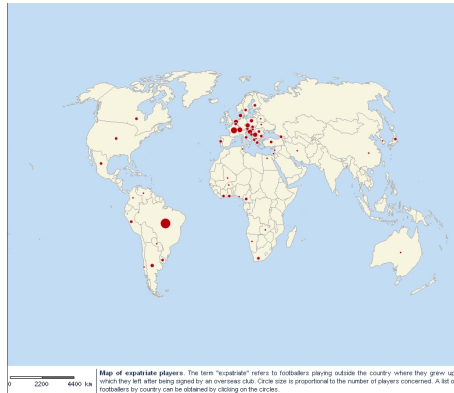 Map of expatriate players. The term "expatriate" refers to footballers playing outside the country where they grew up
which they left after being signed by an overseas club. Circle size is proportional to the number of players concerned. A list o
footballers by country can be obtained by clicking on the circles.
0 2200 4400 km